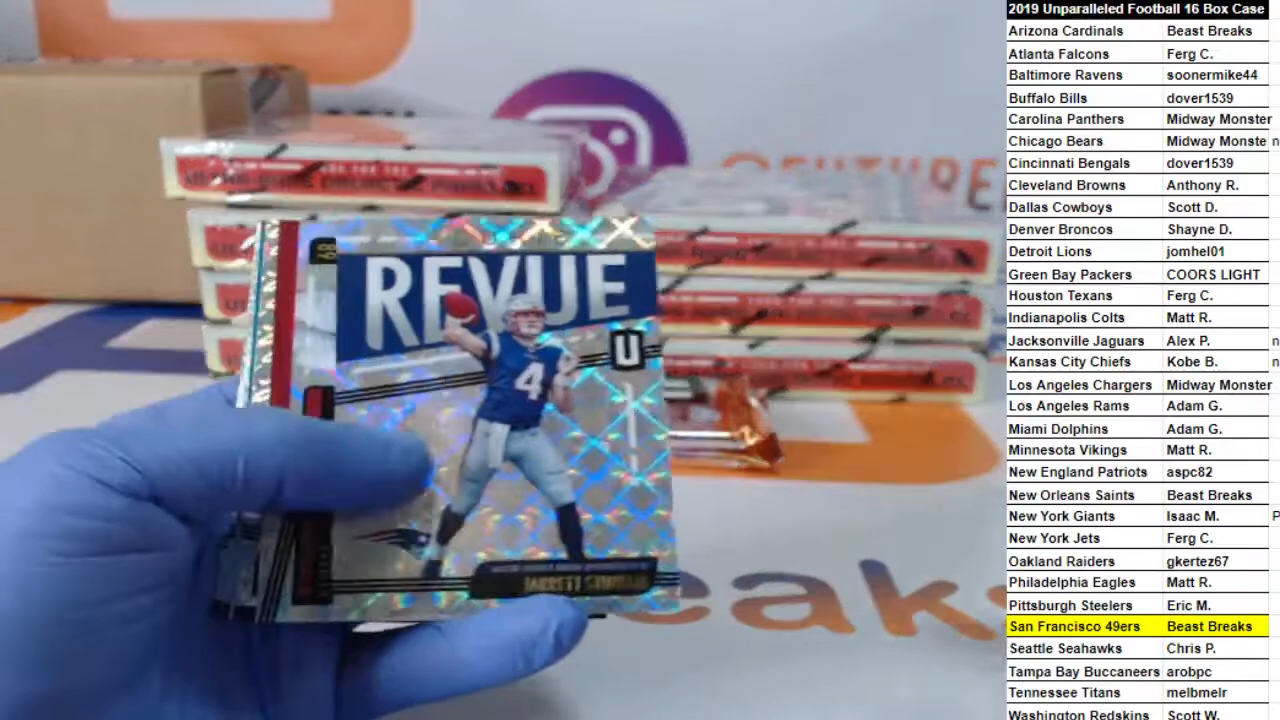 REVUE
U
4
JARRETT STIDHAM
eaks
2019 Unparalleled Football 16 Box Case
Arizona Cardinals Beast Breaks
Atlanta Falcons Ferg C.
Baltimore Ravens soonermike44
Buffalo Bills dover1539
Carolina Panthers Midway Monster
Chicago Bears Midway Monste n
Cincinnati Bengals dover1539
Cleveland Browns Anthony R.
Dallas Cowboys Scott D.
Denver Broncos Shayne D.
Detroit Lions jomhel01
Green Bay Packers COORS LIGHT
Houston Texans Ferg C.
Indianapolis Colts Matt R.
Jacksonville Jaguars Alex P. n
Kansas City Chiefs Kobe B. n
Los Angeles Chargers Midway Monster
Los Angeles Rams Adam G.
Miami Dolphins Adam G.
Minnesota Vikings Matt R.
New England Patriots aspc82
New Orleans Saints Beast Breaks
New York Giants Isaac M. P
New York Jets Ferg C.
Oakland Raiders gkertez67
Philadelphia Eagles Matt R.
Pittsburgh Steelers Eric M.
San Francisco 49ers Beast Breaks
Seattle Seahawks Chris P.
Tampa Bay Buccaneers arobpc
Tennessee Titans melbmelr
Washington Redskins Scott W.